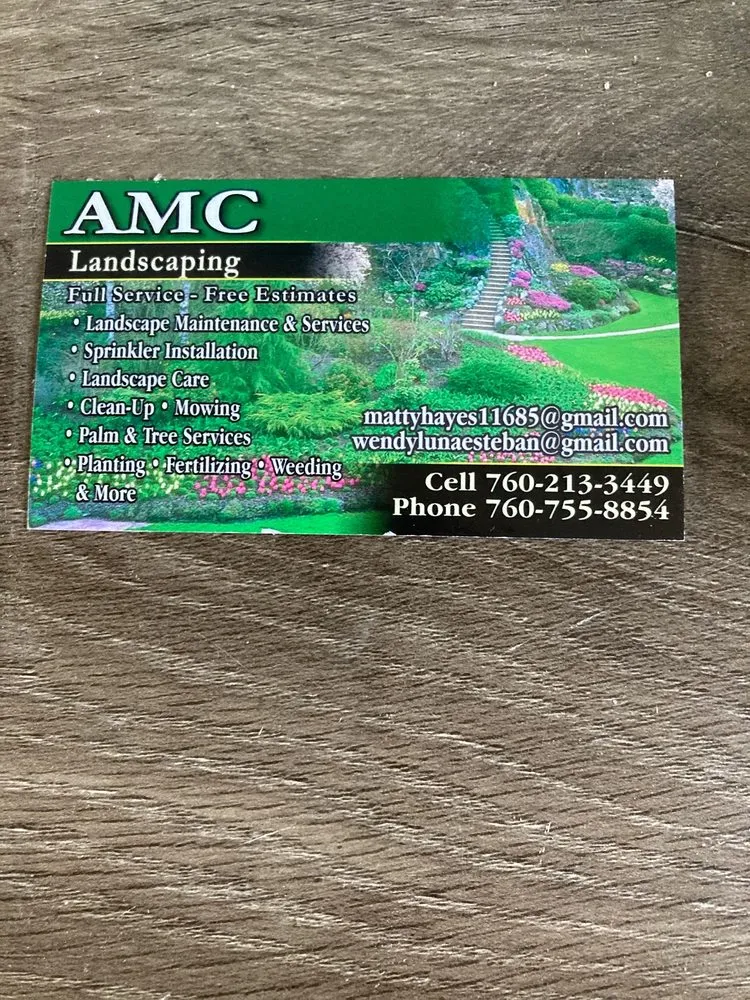 AMC
Landscaping
Full Service - Free Estimates
• Landscape Maintenance & Services
• Sprinkler Installation
• Landscape Care
• Clean-Up • Mowing
• Palm & Tree Services
• Planting • Fertilizing • Weeding
& More
mattyhayes11685@gmail.com
wendylunaesteban@gmail.com
Cell 760-213-3449
Phone 760-755-8854